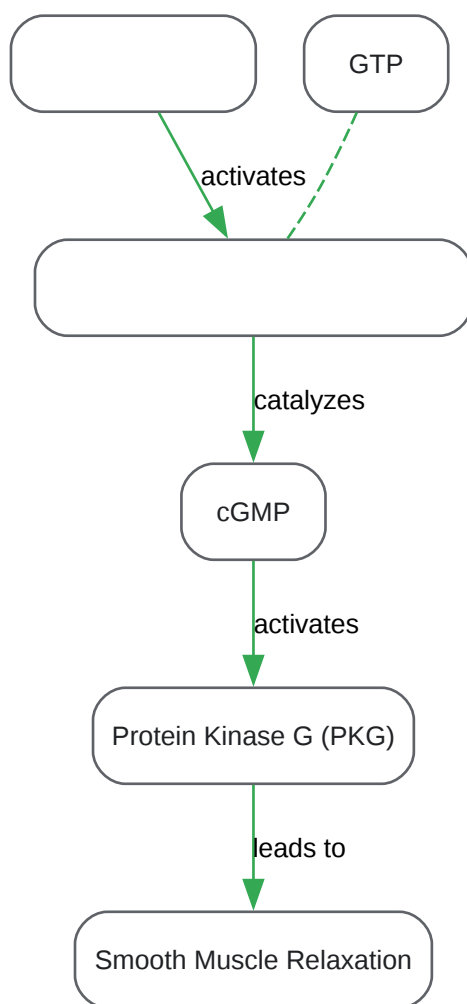 GTP
activates
catalyzes
cGMP
activates
Protein Kinase G (PKG)
leads to
Smooth Muscle Relaxation